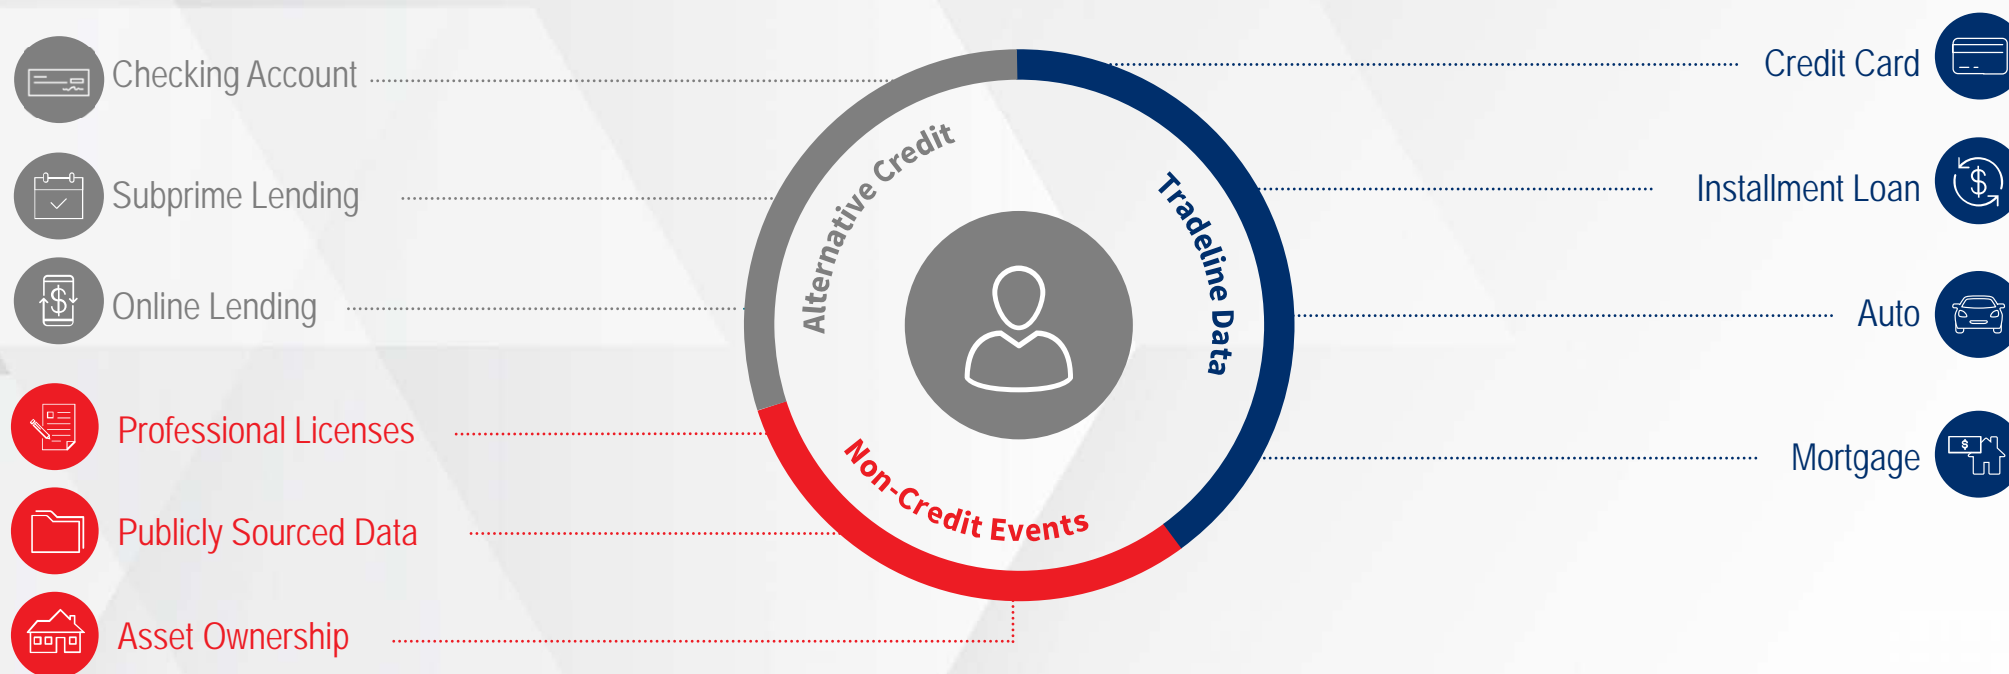 Checking Account
Subprime Lending
Online Lending
Professional Licenses
Publicly Sourced Data
Asset Ownership
Alternative Credit
Tradeline Data
Non-Credit Events
Credit Card
Installment Loan
Auto
Mortgage